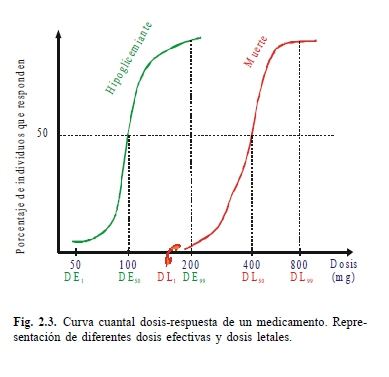 Porcentaje de individuos que responden
50
Hipoglicemiante
Muerte
50 100 200 400 800 Dosis
DE1 DE50 DL1 DE99 DL50 DL99 (mg)
Fig. 2.3. Curva cuantal dosis-respuesta de un medicamento. Repre-
sentación de diferentes dosis efectivas y dosis letales.